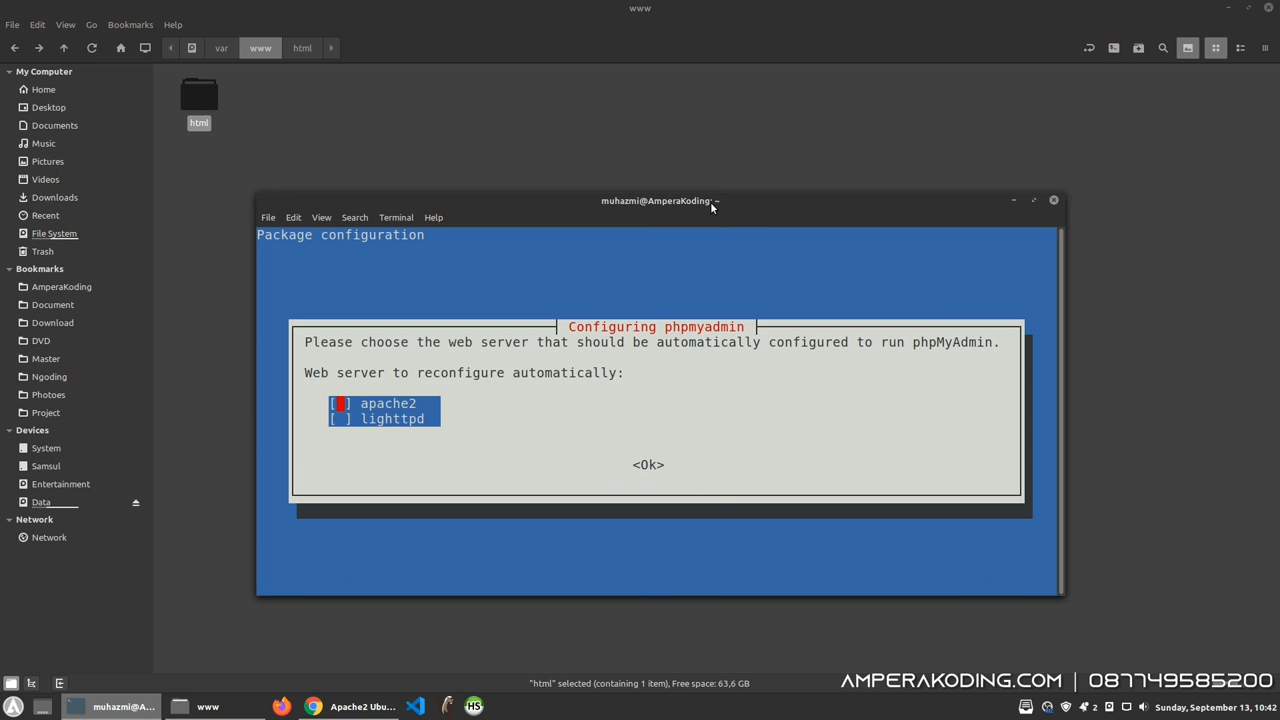 www
File Edit View Go Bookmarks Help
var www html
My Computer
Home
Desktop
Documents
Music
Pictures
Videos
Downloads
Recent
File System
Trash
Bookmarks
AmperaKoding
Document
Download
DVD
Master
Ngoding
Photoes
Project
Devices
System
Samsul
Entertainment
Data
Network
Network
html
muhazmi@AmperaKoding: ~
File Edit View Search Terminal Help
Package configuration
Configuring phpmyadmin
Please choose the web server that should be automatically configured to run phpMyAdmin.
Web server to reconfigure automatically:
[ ] apache2
[ ] lighttpd
<Ok>
"html" selected (containing 1 item), Free space: 63,6 GB
AMPERAKODING.COM | 087749585200
muhazmi@A... www Apache2 Ubu... HS 2 Sunday, September 13, 10:42